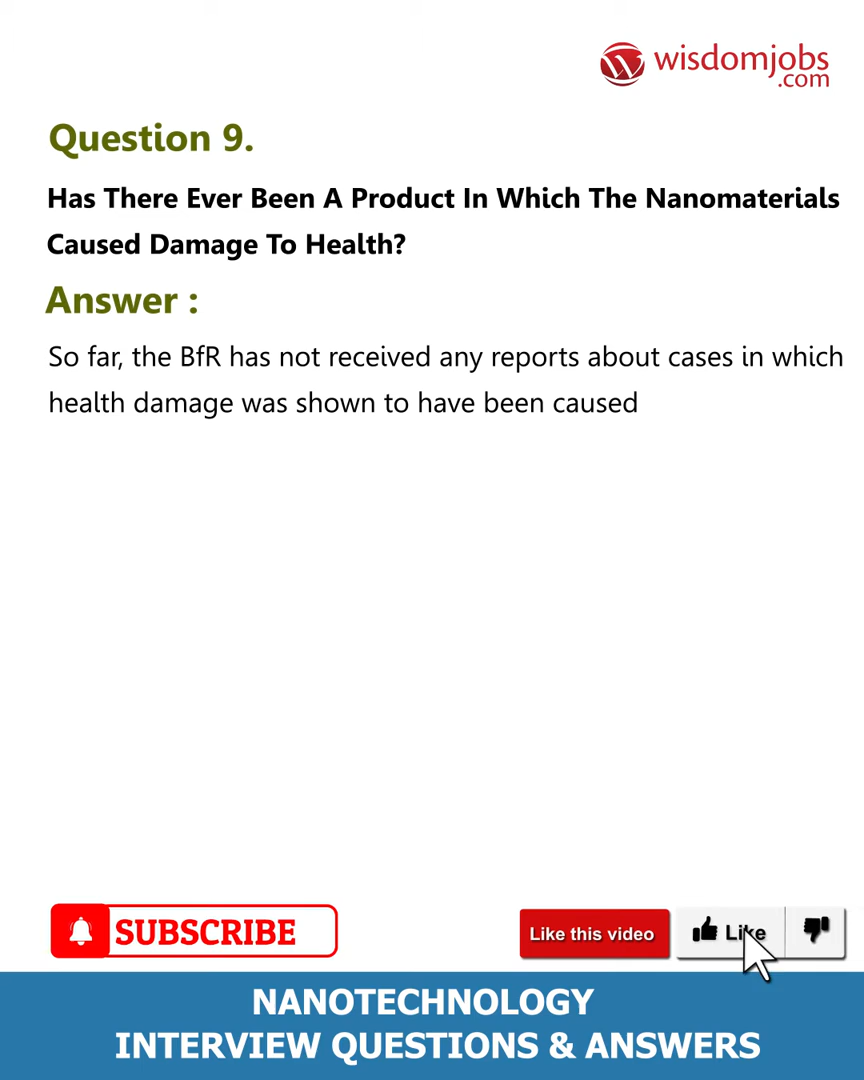 wisdomjobs
.com
Question 9.
Has There Ever Been A Product In Which The Nanomaterials
Caused Damage To Health?
Answer :
So far, the BfR has not received any reports about cases in which
health damage was shown to have been caused
SUBSCRIBE
Like this video
Like
NANOTECHNOLOGY
INTERVIEW QUESTIONS & ANSWERS